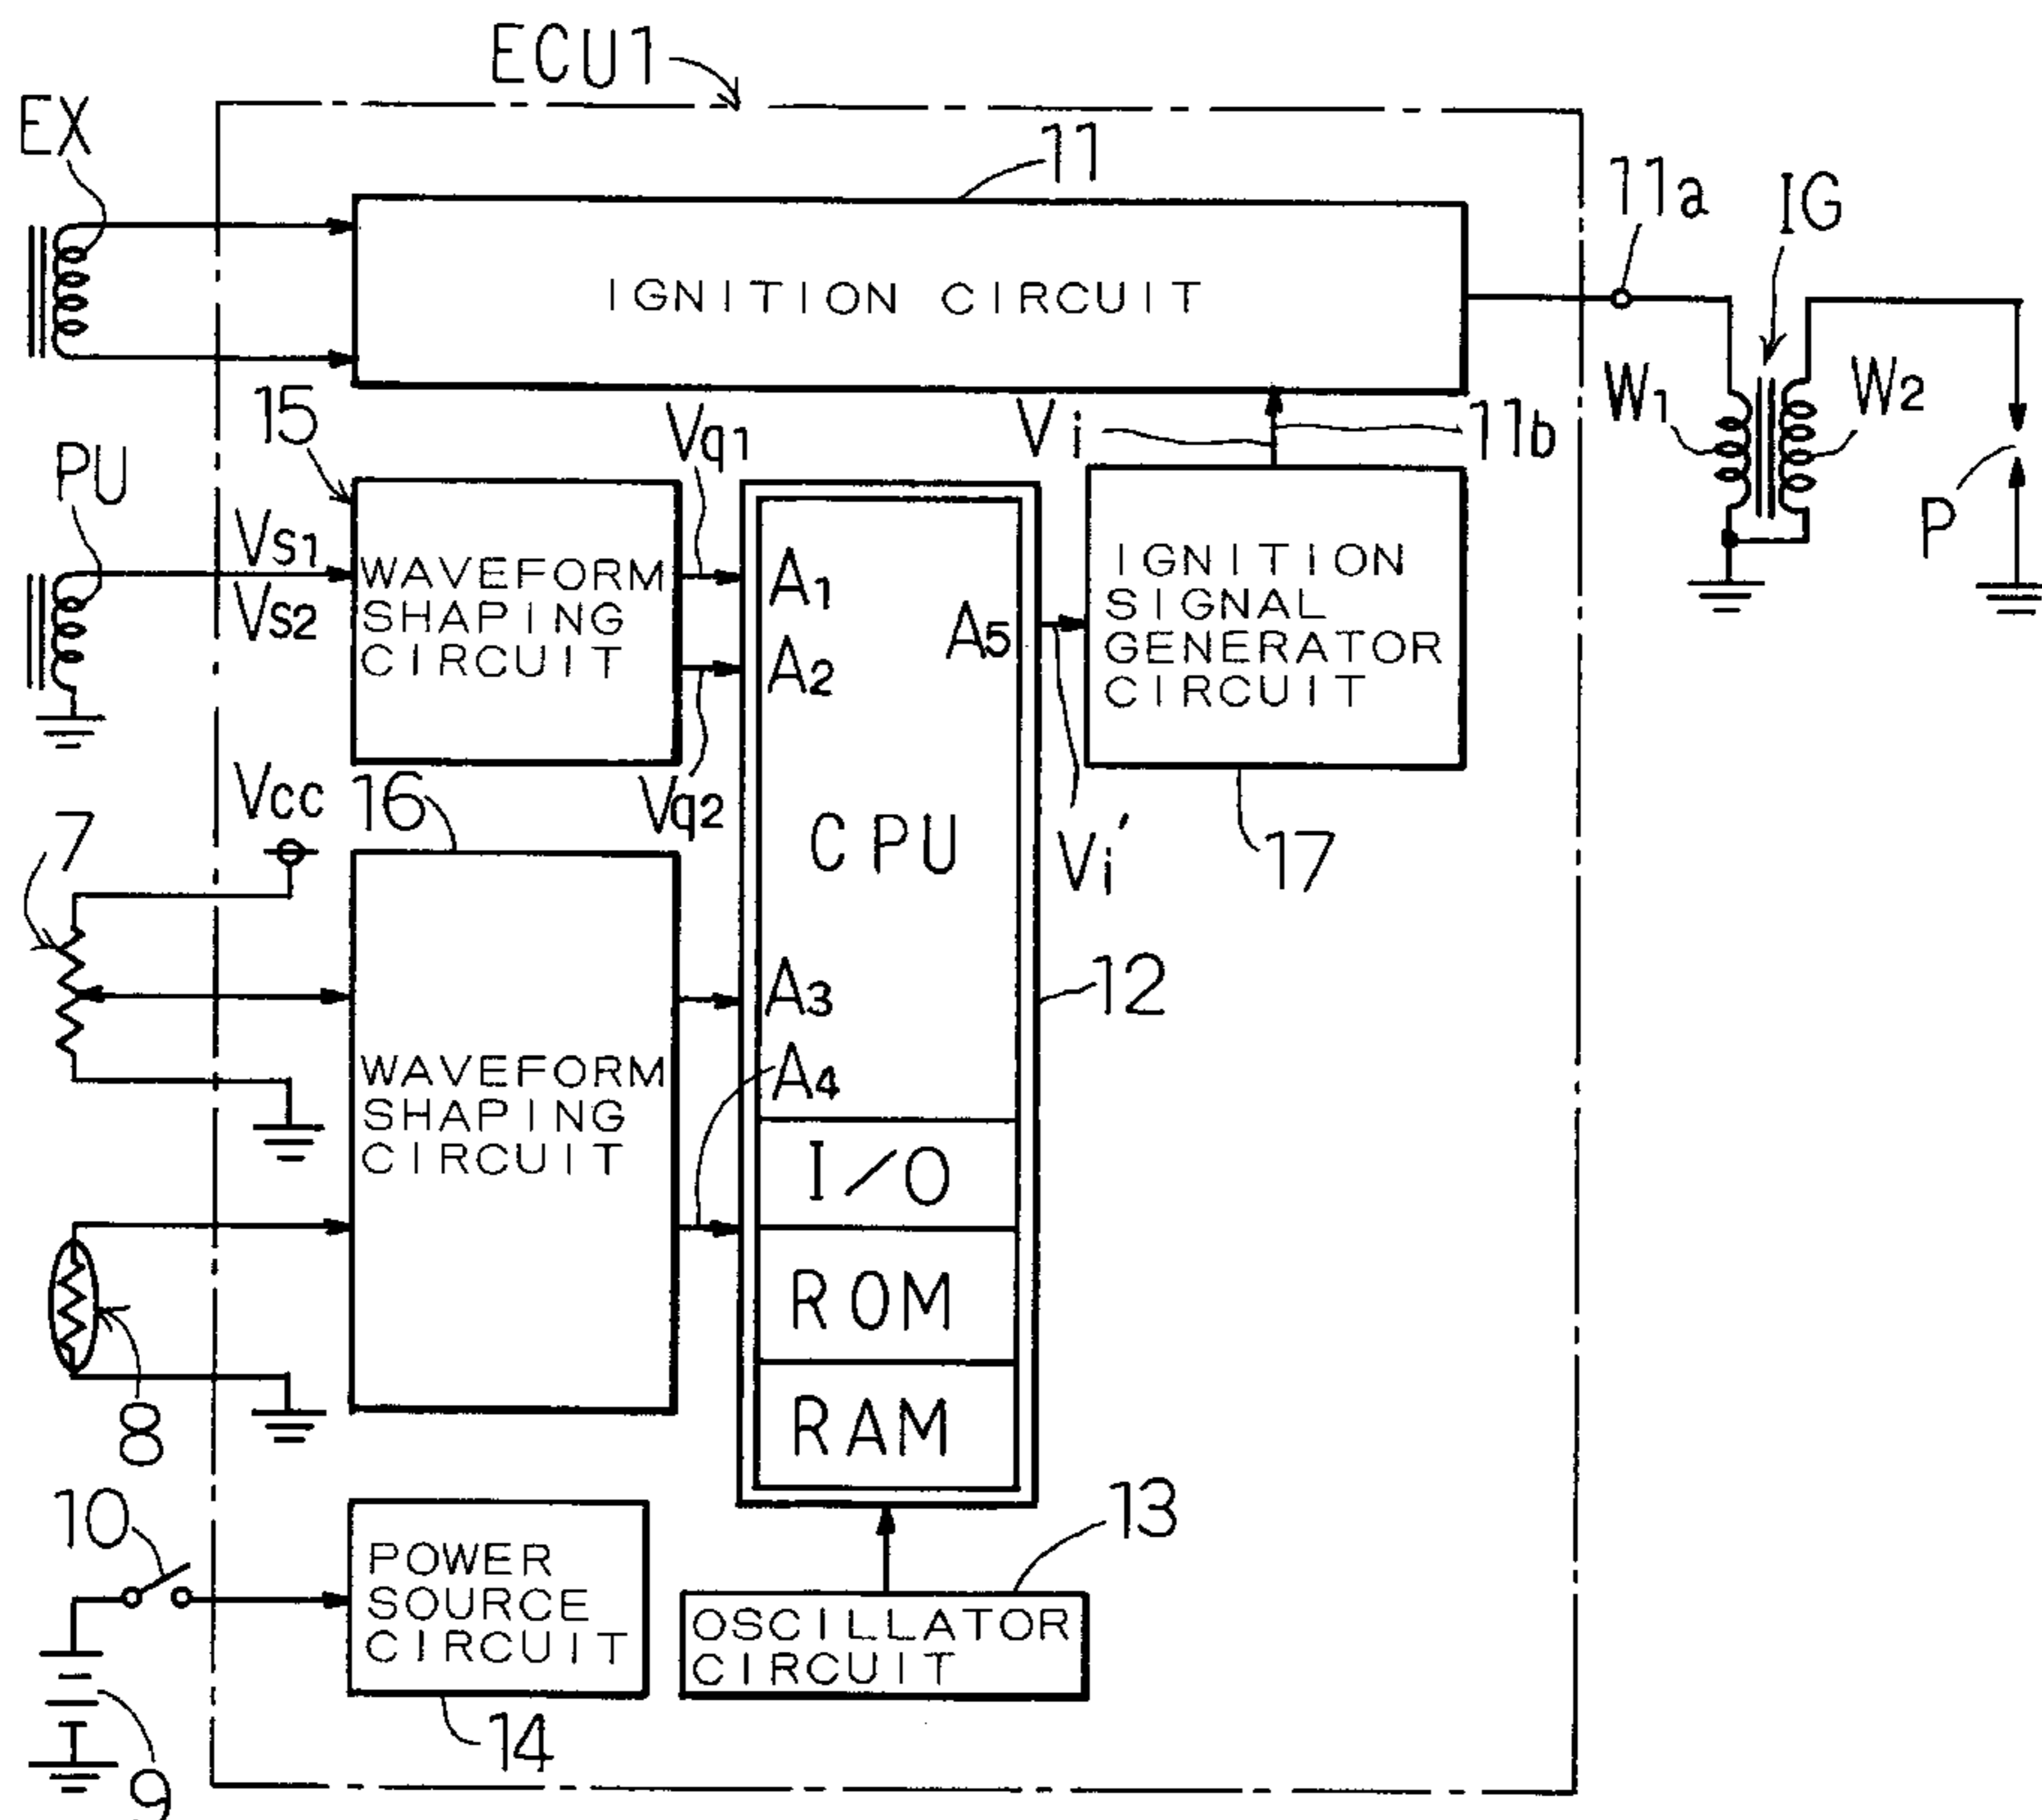 ECU1
EX
11
11a
IG
IGNITION CIRCUIT
W1
W2
15
Vq1
Vi
11b
PU
P
Vs1
Vs2
WAVEFORM
SHAPING
CIRCUIT
A1
A2
A5
IGNITION
SIGNAL
GENERATOR
CIRCUIT
Vcc
16
Vq2
7
CPU
Vi'
17
A3
12
A4
WAVEFORM
SHAPING
CIRCUIT
I/O
ROM
8
RAM
10
13
POWER
SOURCE
CIRCUIT
OSCILLATOR
CIRCUIT
14
9